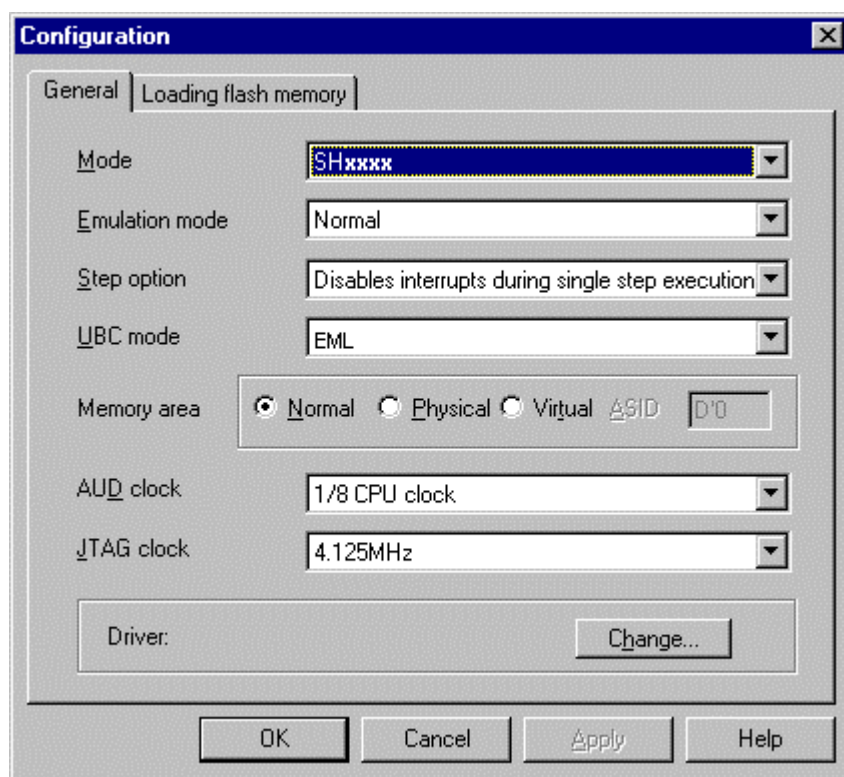 Configuration
General Loading flash memory
Mode SHxxxx
Emulation mode Normal
Step option Disables interrupts during single step execution
UBC mode EML
Memory area Normal Physical Virtual ASID D'0
AUD clock 1/8 CPU clock
JTAG clock 4.125MHz
Driver: Change...
OK Cancel Apply Help